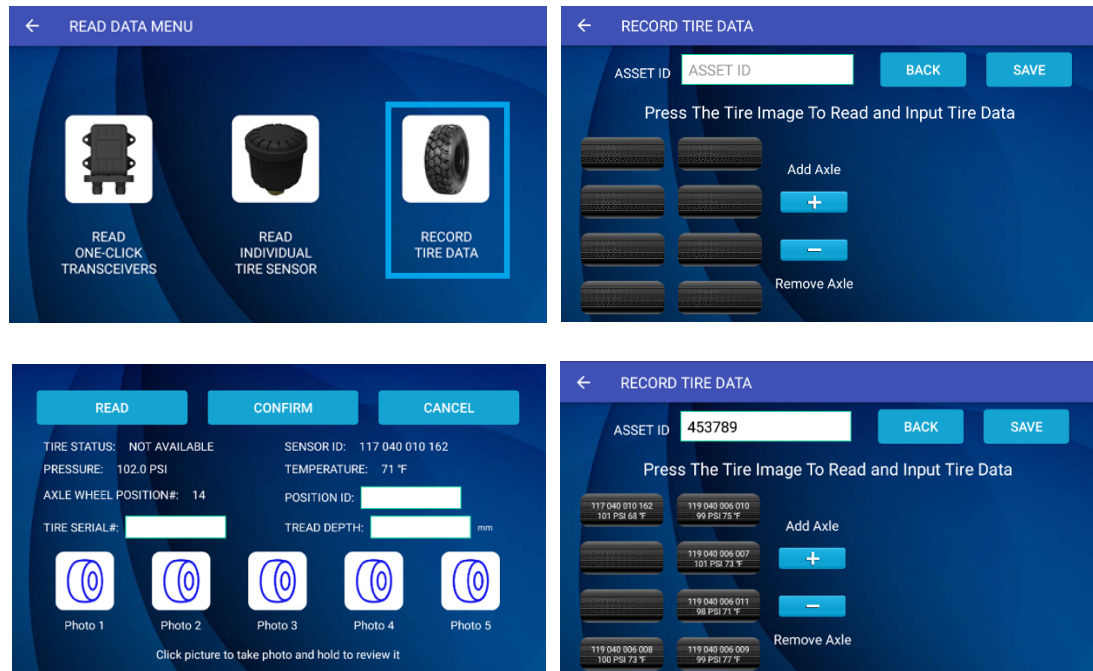 READ DATA MENU
READ
ONE-CLICK
TRANSCEIVERS
READ
INDIVIDUAL
TIRE SENSOR
RECORD
TIRE DATA
RECORD TIRE DATA
ASSET ID ASSET ID BACK SAVE
Press The Tire Image To Read and Input Tire Data
Add Axle
+
−
Remove Axle
READ CONFIRM CANCEL
TIRE STATUS: NOT AVAILABLE SENSOR ID: 117 040 010 162
PRESSURE: 102.0 PSI TEMPERATURE: 71 °F
AXLE WHEEL POSITION#: 14 POSITION ID:
TIRE SERIAL#: TREAD DEPTH: mm
Photo 1 Photo 2 Photo 3 Photo 4 Photo 5
Click picture to take photo and hold to review it
RECORD TIRE DATA
ASSET ID 453789 BACK SAVE
Press The Tire Image To Read and Input Tire Data
117 040 010 162 119 040 006 010
101 PSI 68 °F 99 PSI 75 °F
Add Axle
119 040 006 007
101 PSI 73 °F
+
119 040 006 011
98 PSI 71 °F
−
Remove Axle
119 040 006 008 119 040 006 009
100 PSI 73 °F 99 PSI 77 °F